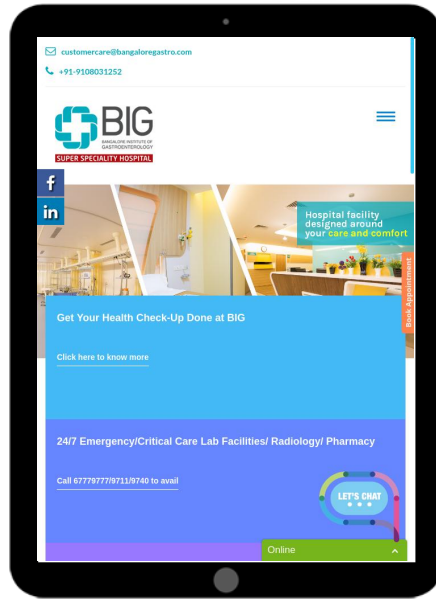 customercare@bangaloregastro.com
+91-9108031252
BIG
BANGALORE INSTITUTE OF
GASTROENTEROLOGY
SUPER SPECIALITY HOSPITAL
f
in
Hospital facility
designed around
your care and comfort
Book Appointment
Get Your Health Check-Up Done at BIG
Click here to know more
24/7 Emergency/Critical Care Lab Facilities/ Radiology/ Pharmacy
Call 67779777/9711/9740 to avail
LET'S CHAT
Online